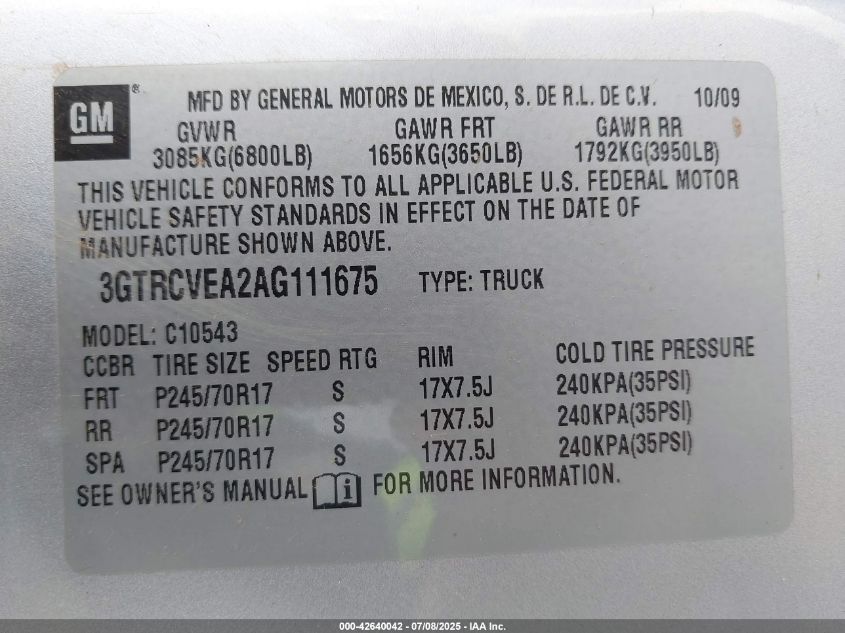 GM ®
MFD BY GENERAL MOTORS DE MEXICO, S. DE R.L. DE C.V. 10/09
GVWR GAWR FRT GAWR RR
3085KG(6800LB) 1656KG(3650LB) 1792KG(3950LB)
THIS VEHICLE CONFORMS TO ALL APPLICABLE U.S. FEDERAL MOTOR
VEHICLE SAFETY STANDARDS IN EFFECT ON THE DATE OF
MANUFACTURE SHOWN ABOVE.
3GTRCVEA2AG111675 TYPE: TRUCK
MODEL: C10543
CCBR TIRE SIZE SPEED RTG RIM COLD TIRE PRESSURE
FRT P245/70R17 S 17X7.5J 240KPA(35PSI)
RR P245/70R17 S 17X7.5J 240KPA(35PSI)
SPA P245/70R17 S 17X7.5J 240KPA(35PSI)
SEE OWNER'S MANUAL i FOR MORE INFORMATION.
000-42640042 - 07/08/2025 - IAA Inc.